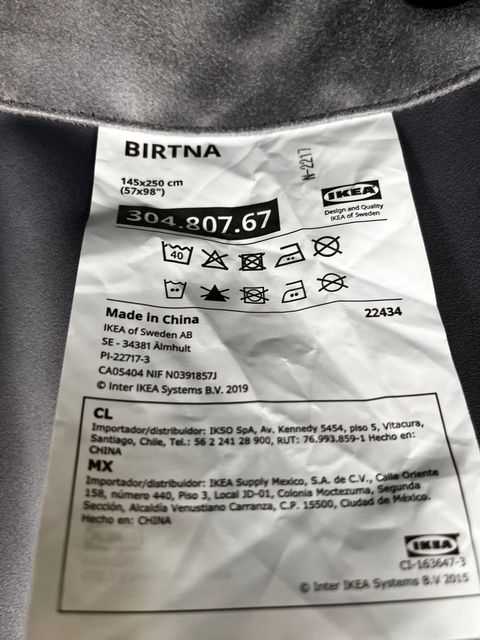 BIRTNA
145x250 cm
(57x98")
304.807.67
IKEA
Design and Quality
IKEA of Sweden
40
Made in China
22434
IKEA of Sweden AB
SE - 34381 Älmhult
PI-22717-3
CA05404 NIF N0391857J
© Inter IKEA Systems B.V. 2019
CL
Importador/distribuidor: IKSO SpA, Av. Kennedy 5454, piso 5, Vitacura,
Santiago, Chile, Tel.: 56 2 241 28 900, RUT: 76.993.859-1 Hecho en:
CHINA
MX
Importador/distribuidor: IKEA Supply Mexico, S.A. de C.V., Calle Oriente
158, número 440, Piso 3, Local JD-01, Colonia Moctezuma, Segunda
Sección, Alcaldía Venustiano Carranza, C.P. 15500, Ciudad de México.
Hecho en: CHINA
IKEA
CI-163647-3
© Inter IKEA Systems B.V 2015